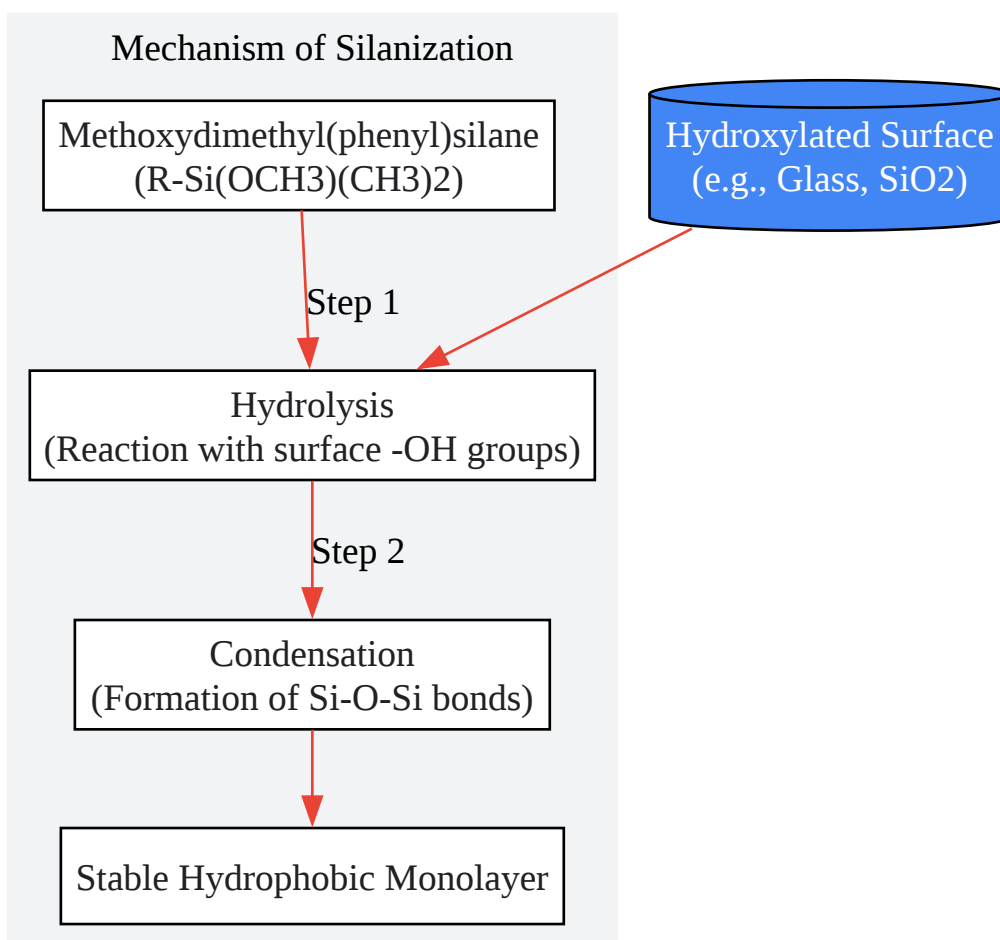 Mechanism of Silanization
Methoxydimethyl(phenyl)silane
(R-Si(OCH3)(CH3)2)
Hydroxylated Surface
(e.g., Glass, SiO2)
Step 1
Hydrolysis
(Reaction with surface -OH groups)
Step 2
Condensation
(Formation of Si-O-Si bonds)
Stable Hydrophobic Monolayer